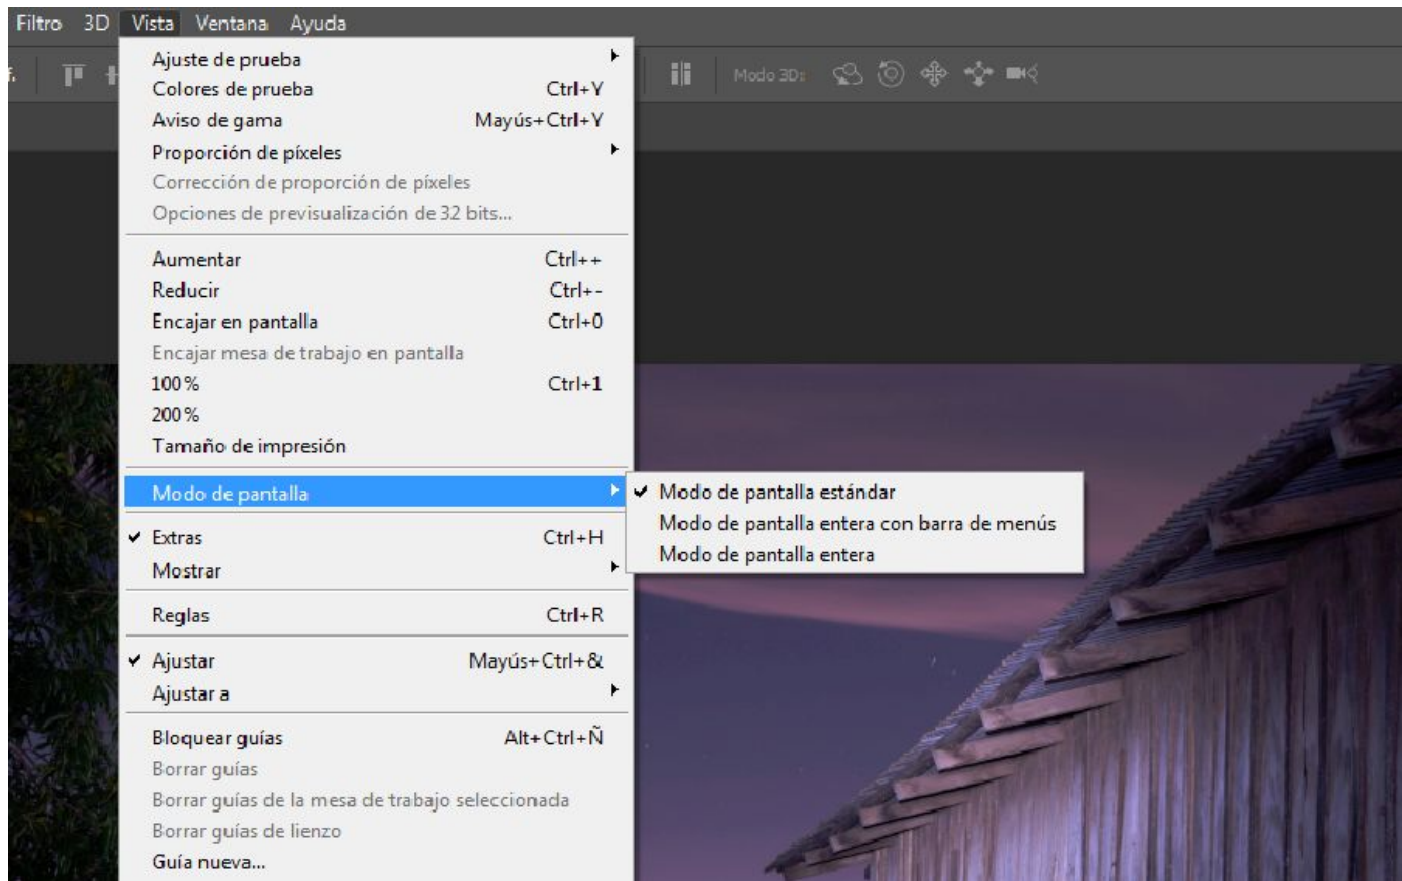 Filtro 3D Vista Ventana Ayuda
Modo 3D:
Ajuste de prueba
Colores de prueba Ctrl+Y
Aviso de gama Mayús+Ctrl+Y
Proporción de píxeles
Corrección de proporción de píxeles
Opciones de previsualización de 32 bits...
Aumentar Ctrl++
Reducir Ctrl+-
Encajar en pantalla Ctrl+0
Encajar mesa de trabajo en pantalla
100% Ctrl+1
200%
Tamaño de impresión
Modo de pantalla
Modo de pantalla estándar
Modo de pantalla entera con barra de menús
Modo de pantalla entera
Extras Ctrl+H
Mostrar
Reglas Ctrl+R
Ajustar Mayús+Ctrl+&
Ajustar a
Bloquear guías Alt+Ctrl+Ñ
Borrar guías
Borrar guías de la mesa de trabajo seleccionada
Borrar guías de lienzo
Guía nueva...